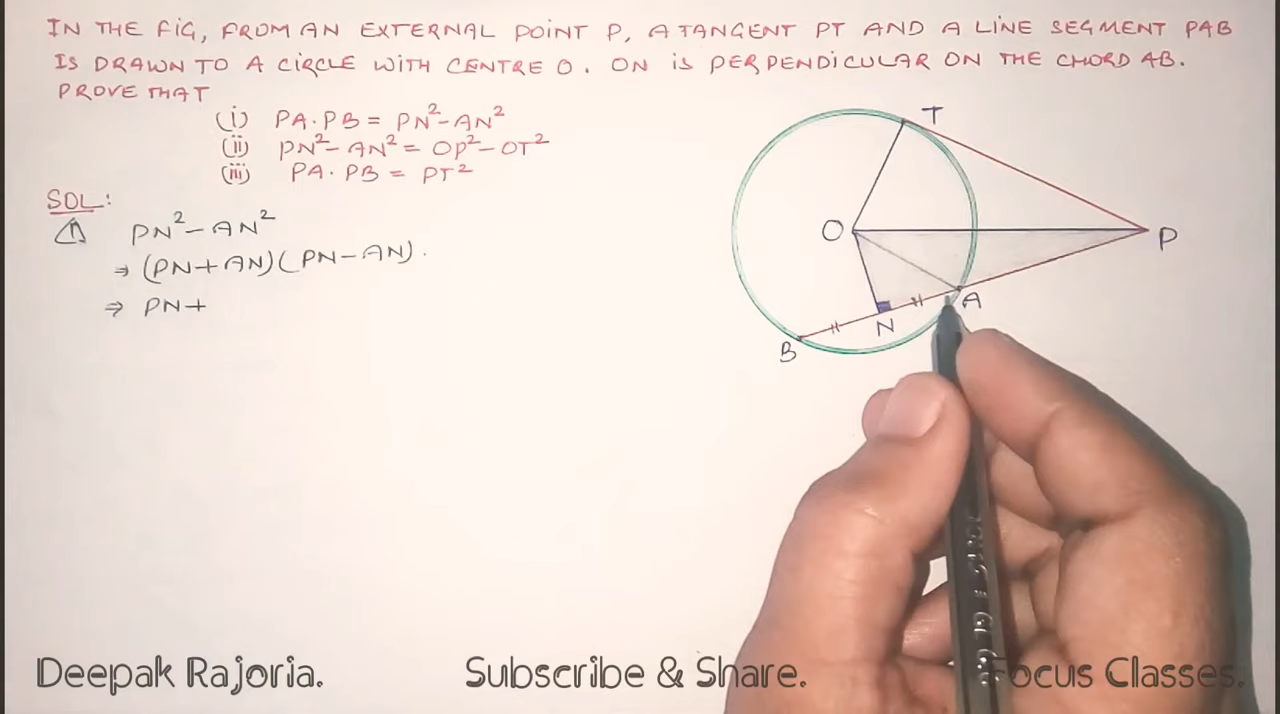 IN THE FIG, FROM AN EXTERNAL POINT P, A TANGENT PT AND A LINE SEGMENT PAB
IS DRAWN TO A CIRCLE WITH CENTRE O. ON IS PERPENDICULAR ON THE CHORD AB.
PROVE THAT
(i) PA·PB = PN²-AN²
(ii) PN²-AN² = OP²-OT²
(iii) PA·PB = PT²
SOL:
(1) PN²-AN²
⇒ (PN+AN)(PN-AN).
⇒ PN+
T
O
P
A
N
B
Deepak Rajoria. Subscribe & Share. Focus Classes.